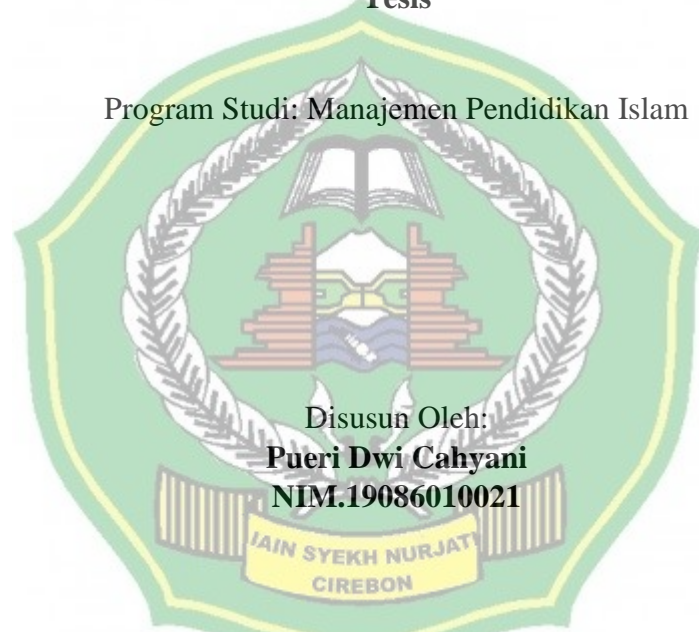 Tesis
Program Studi: Manajemen Pendidikan Islam
Disusun Oleh:
Pueri Dwi Cahyani
NIM.19086010021
IAIN SYEKH NURJATI
CIREBON